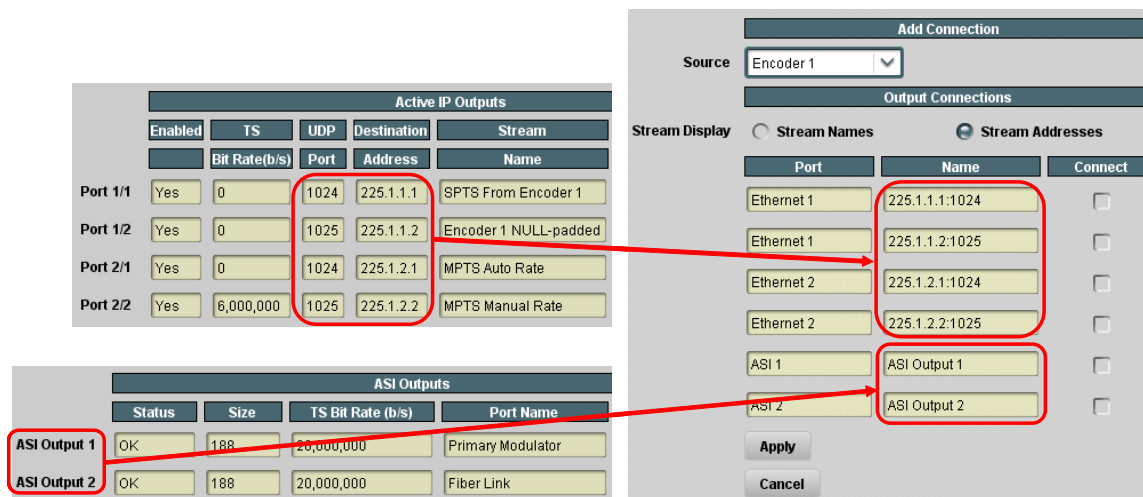 Active IP Outputs
Enabled TS UDP Destination Stream
Bit Rate(b/s) Port Address Name
Port 1/1 Yes 0 1024 225.1.1.1 SPTS From Encoder 1
Port 1/2 Yes 0 1025 225.1.1.2 Encoder 1 NULL-padded
Port 2/1 Yes 0 1024 225.1.2.1 MPTS Auto Rate
Port 2/2 Yes 6,000,000 1025 225.1.2.2 MPTS Manual Rate
ASI Outputs
Status Size TS Bit Rate (b/s) Port Name
ASI Output 1 OK 188 20,000,000 Primary Modulator
ASI Output 2 OK 188 20,000,000 Fiber Link
Add Connection
Source Encoder 1
Output Connections
Stream Display Stream Names Stream Addresses
Port Name Connect
Ethernet 1 225.1.1.1:1024
Ethernet 1 225.1.1.2:1025
Ethernet 2 225.1.2.1:1024
Ethernet 2 225.1.2.2:1025
ASI 1 ASI Output 1
ASI 2 ASI Output 2
Apply
Cancel